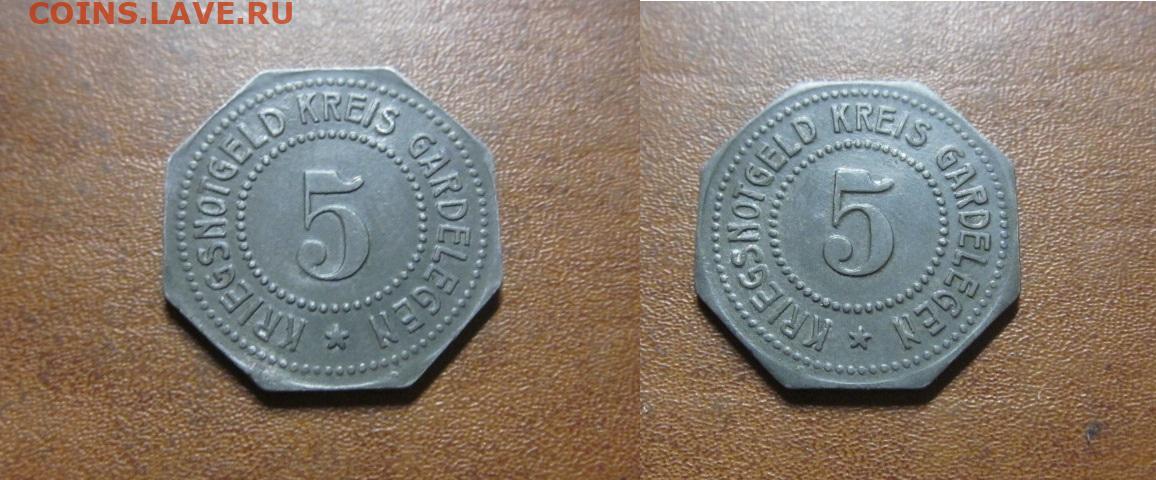 COINS.LAVE.RU
KRIEGSNOTGELD KREIS GARDELEGEN
5
KRIEGSNOTGELD KREIS GARDELEGEN
5